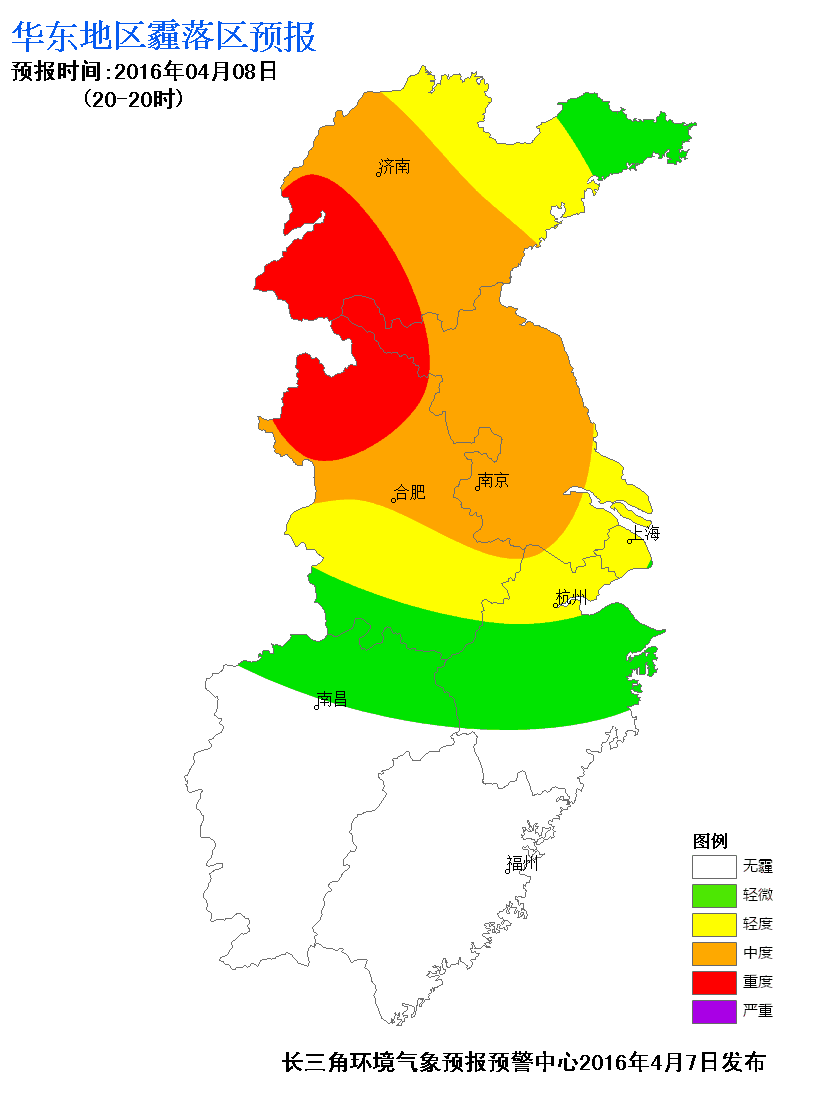 华东地区霾落区预报
预报时间:2016年04月08日
(20-20时)
济南
南京
合肥
上海
杭州
南昌
福州
图例
无霾
轻微
轻度
中度
重度
严重
长三角环境气象预报预警中心2016年4月7日发布